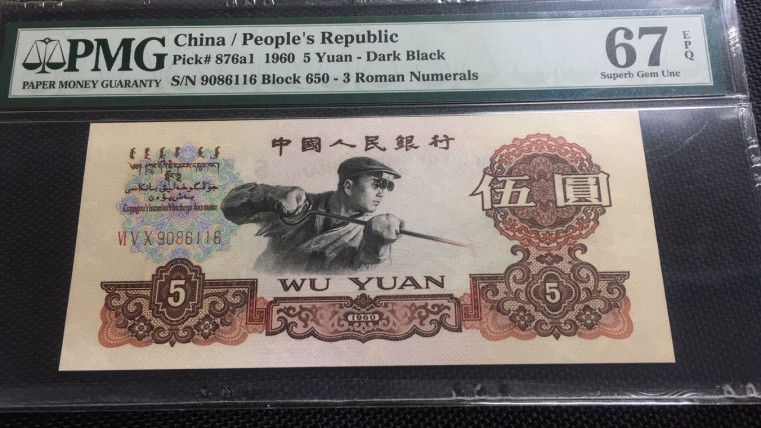 PMG
PAPER MONEY GUARANTY
China / People's Republic
Pick# 876a1 1960 5 Yuan - Dark Black
S/N 9086116 Block 650 - 3 Roman Numerals
67 EPQ
Superb Gem Unc
中國人民銀行
伍圓
VI V X 9086116
WU YUAN
5
1960
5